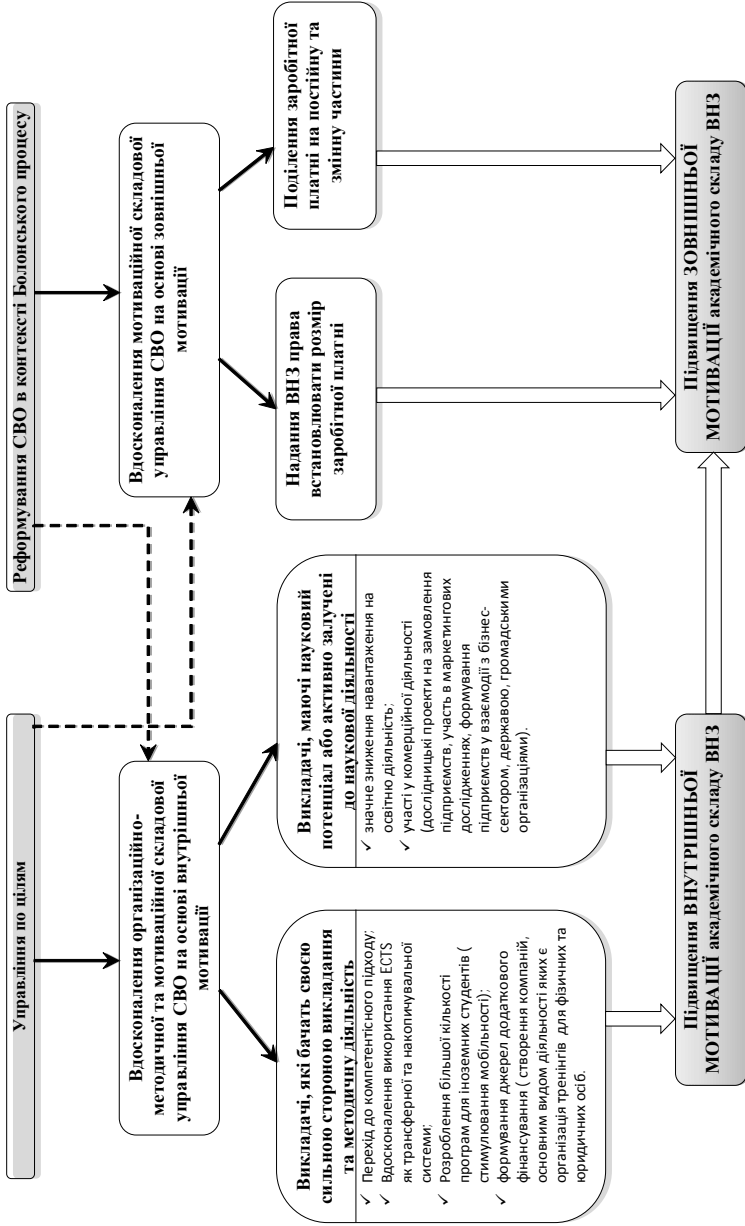 Управління по цілям
Реформування СВО в контексті Болонського процесу
Вдосконалення організаційно-
методичної та мотиваційної складової
управління СВО на основі внутрішньої
мотивації
Вдосконалення мотиваційної складової
управління СВО на основі зовнішньої
мотивації
Викладачі, які бачать своєю
сильною стороною викладання
та методичну діяльність
✓ Перехід до компетентісного підходу;
✓ Вдосконалення використання ECTS
як трансферної та накопичувальної
системи;
✓ Розроблення більшої кількості
програм для іноземних студентів (
стимулювання мобільності);
✓ формування джерел додаткового
фінансування ( створення компаній,
основним видом діяльності яких є
організація тренінгів для фізичних та
юридичних осіб.
Викладачі, маючі науковий
потенціал або активно залучені
до наукової діяльності
✓ значне зниження навантаження на
освітню діяльність;
✓ участі у комерційної діяльності
(дослідницькі проекти на замовлення
підприємств, участь в маркетингових
дослідженнях, формування
підприємств у взаємодії з бізнес-
сектором, державою, громадськими
організаціями).
Надання ВНЗ права
встановлювати розмір
заробітної платні
Поділення заробітної
платні на постійну та
змінну частини
Підвищення ВНУТРІШНЬОЇ
МОТИВАЦІЇ академічного складу ВНЗ
Підвищення ЗОВНІШНЬОЇ
МОТИВАЦІЇ академічного складу ВНЗ